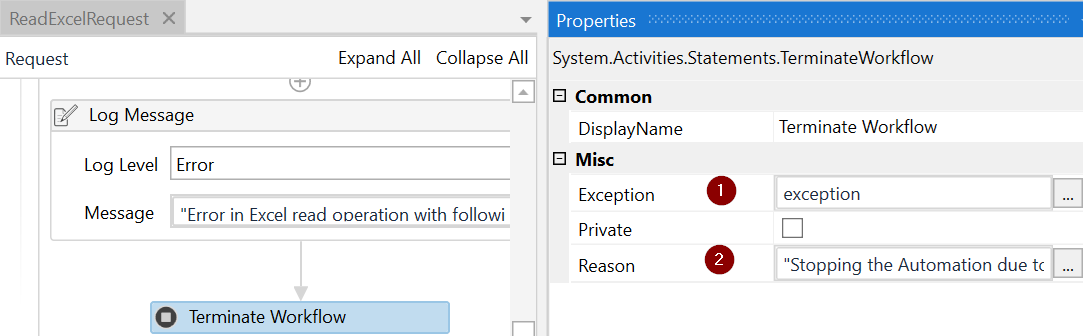 ReadExcelRequest
Request
Expand All
Collapse All
Log Message
Log Level
Error
Message
"Error in Excel read operation with followi
Terminate Workflow
Properties
System.Activities.Statements.TerminateWorkflow
Common
DisplayName
Terminate Workflow
Misc
Exception
1
exception
...
Private
Reason
2
"Stopping the Automation due to
...